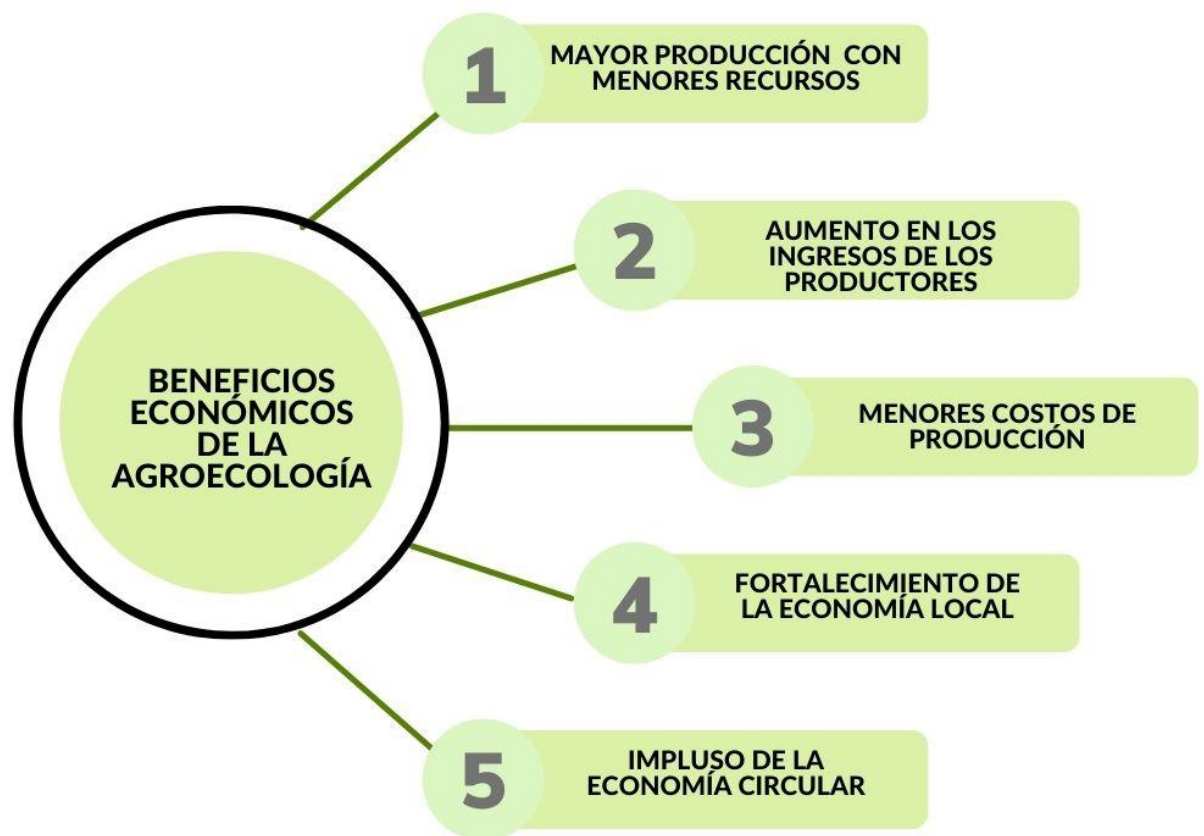 1
MAYOR PRODUCCIÓN CON
MENORES RECURSOS
2
AUMENTO EN LOS
INGRESOS DE LOS
PRODUCTORES
BENEFICIOS
ECONÓMICOS
DE LA
AGROECOLOGÍA
3
MENORES COSTOS DE
PRODUCCIÓN
4
FORTALECIMIENTO DE
LA ECONOMÍA LOCAL
5
IMPLUSO DE LA
ECONOMÍA CIRCULAR